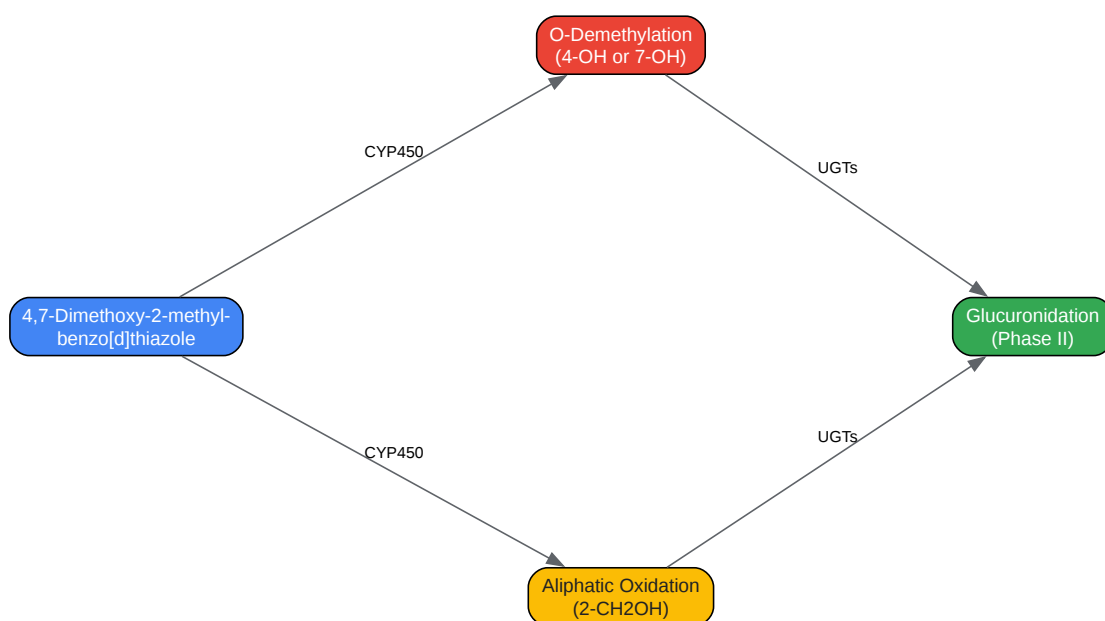 O-Demethylation
(4-OH or 7-OH)
CYP450
UGTs
4,7-Dimethoxy-2-methyl-
benzo[d]thiazole
Glucuronidation
(Phase II)
CYP450
UGTs
Aliphatic Oxidation
(2-CH2OH)